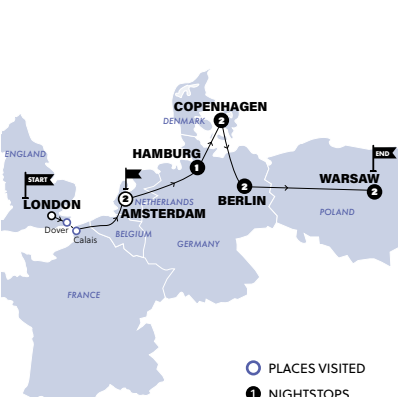 COPENHAGEN
2
DENMARK
HAMBURG
1
ENGLAND
END
START
WARSAW
2
2
BERLIN
LONDON
2
NETHERLANDS
AMSTERDAM
POLAND
Dover
Calais
BELGIUM
GERMANY
FRANCE
PLACES VISITED
1 NIGHTSTOPS